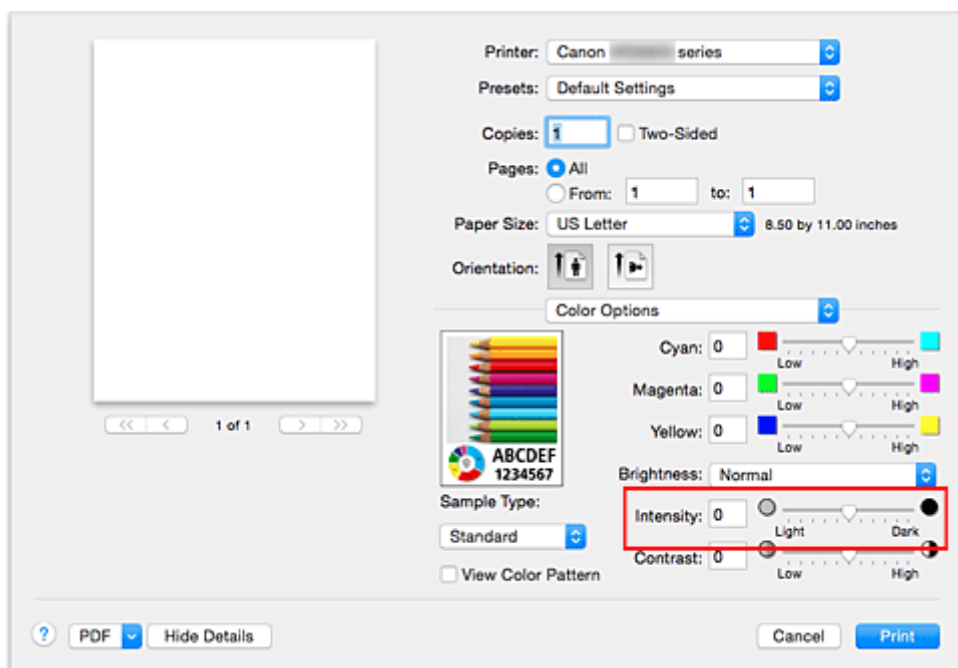 Printer: Canon series
Presets: Default Settings
Copies: 1 Two-Sided
Pages: All
From: 1 to: 1
Paper Size: US Letter 8.50 by 11.00 inches
Orientation:
Color Options
Cyan: 0
Low High
Magenta: 0
Low High
Yellow: 0
Low High
Brightness: Normal
Intensity: 0
Light Dark
Contrast: 0
Low High
1 of 1
ABCDEF
1234567
Sample Type:
Standard
View Color Pattern
? PDF Hide Details Cancel Print